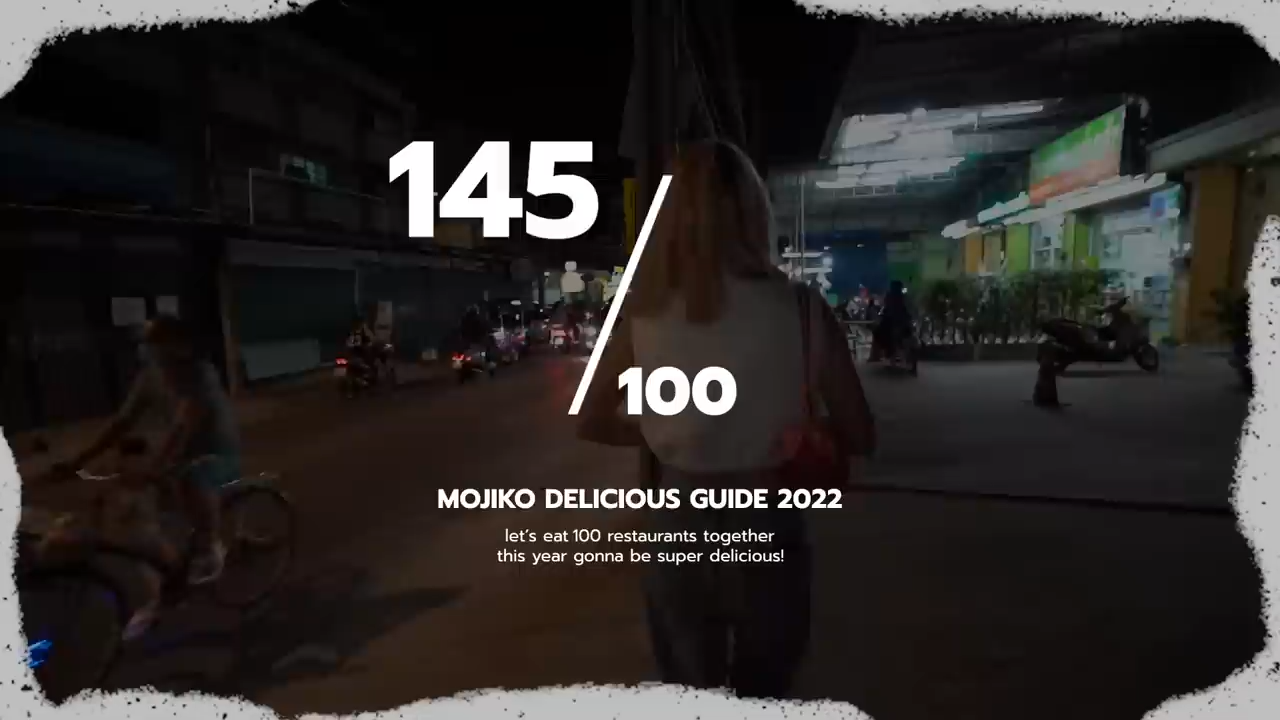 145
/
100
MOJIKO DELICIOUS GUIDE 2022
let's eat 100 restaurants together
this year gonna be super delicious!